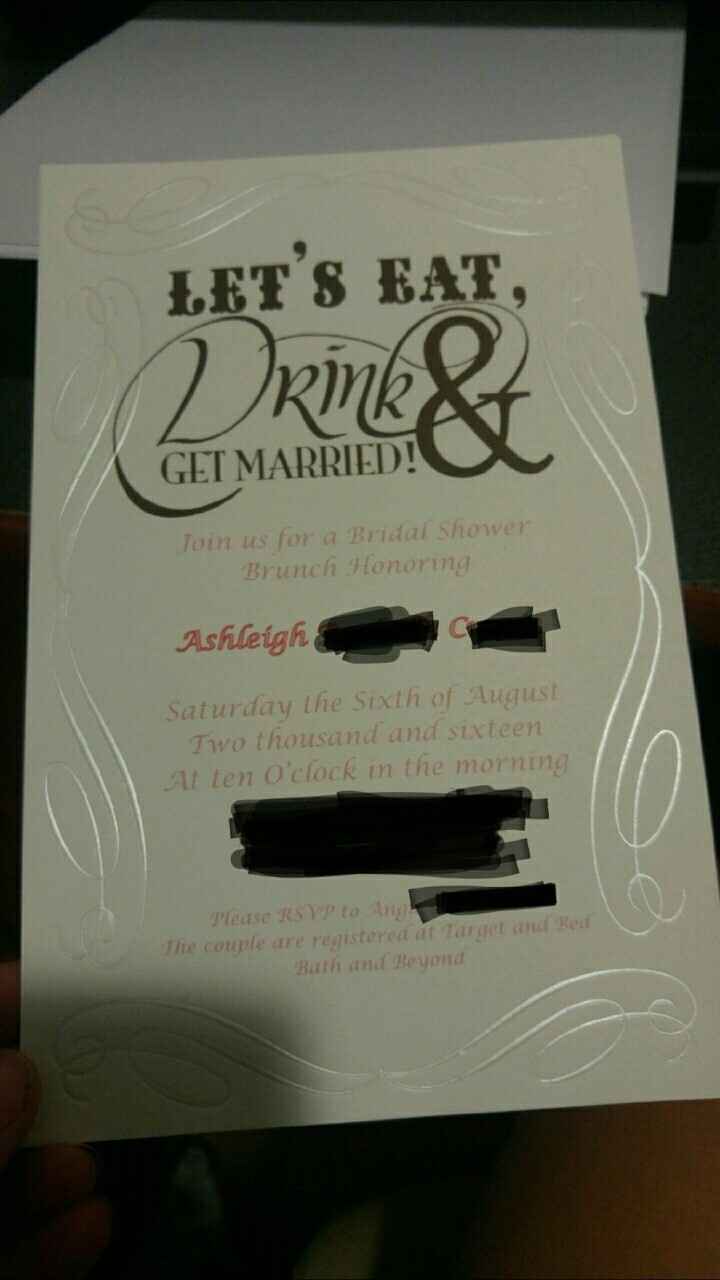 LET'S EAT,
Drink &
GET MARRIED!
Join us for a Bridal Shower
Brunch Honoring
Ashleigh C
Saturday the Sixth of August
Two thousand and sixteen
At ten O'clock in the morning
Please RSVP to
The couple are registered at Target and Bed
Bath and Beyond